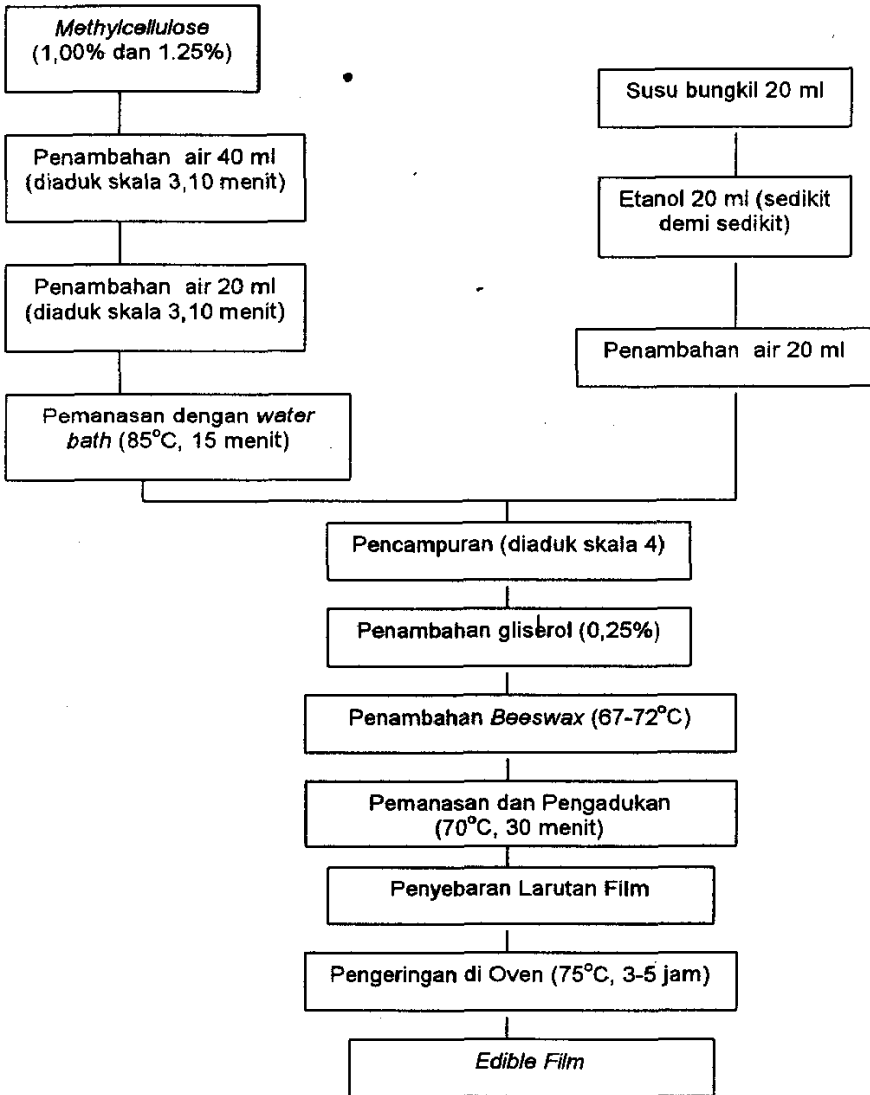 Methylcellulose
(1,00% dan 1.25%)
Penambahan air 40 ml
(diaduk skala 3,10 menit)
Penambahan air 20 ml
(diaduk skala 3,10 menit)
Pemanasan dengan water
bath (85°C, 15 menit)
Susu bungkil 20 ml
Etanol 20 ml (sedikit
demi sedikit)
Penambahan air 20 ml
Pencampuran (diaduk skala 4)
Penambahan gliserol (0,25%)
Penambahan Beeswax (67-72°C)
Pemanasan dan Pengadukan
(70°C, 30 menit)
Penyebaran Larutan Film
Pengeringan di Oven (75°C, 3-5 jam)
Edible Film